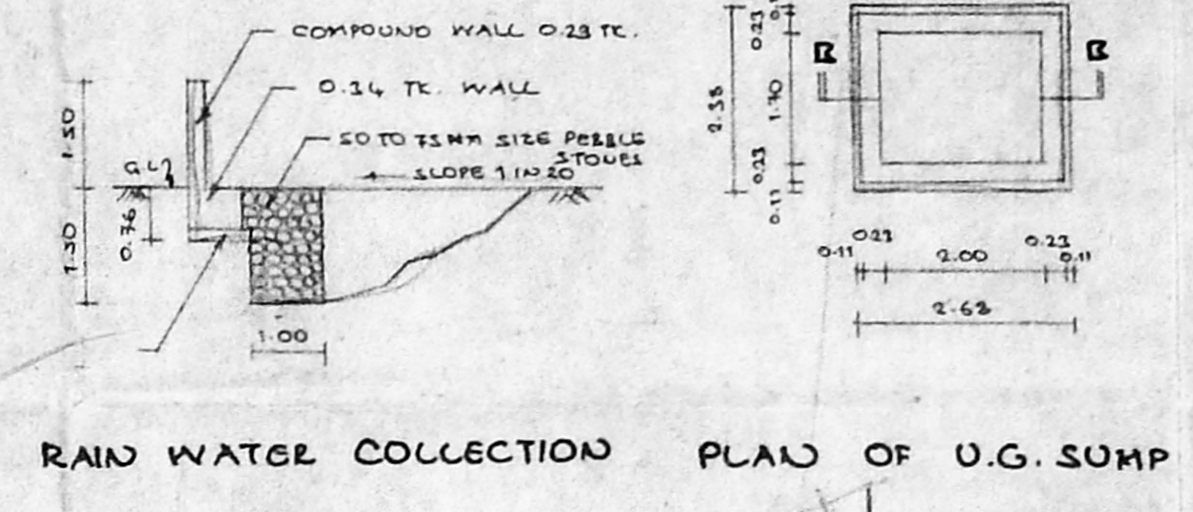 COMPOUND WALL 0.23 TK.
0.34 TK. WALL
50 TO 75 MM SIZE PEBBLE
STONES
SLOPE 1 IN 20
G.L
1.50
0.76
1.30
1.00
RAIN WATER COLLECTION
0.23
B
B
2.38
1.70
0.23
0.11
0.11
0.23
2.00
0.23
0.11
2.68
PLAN OF U.G. SUMP